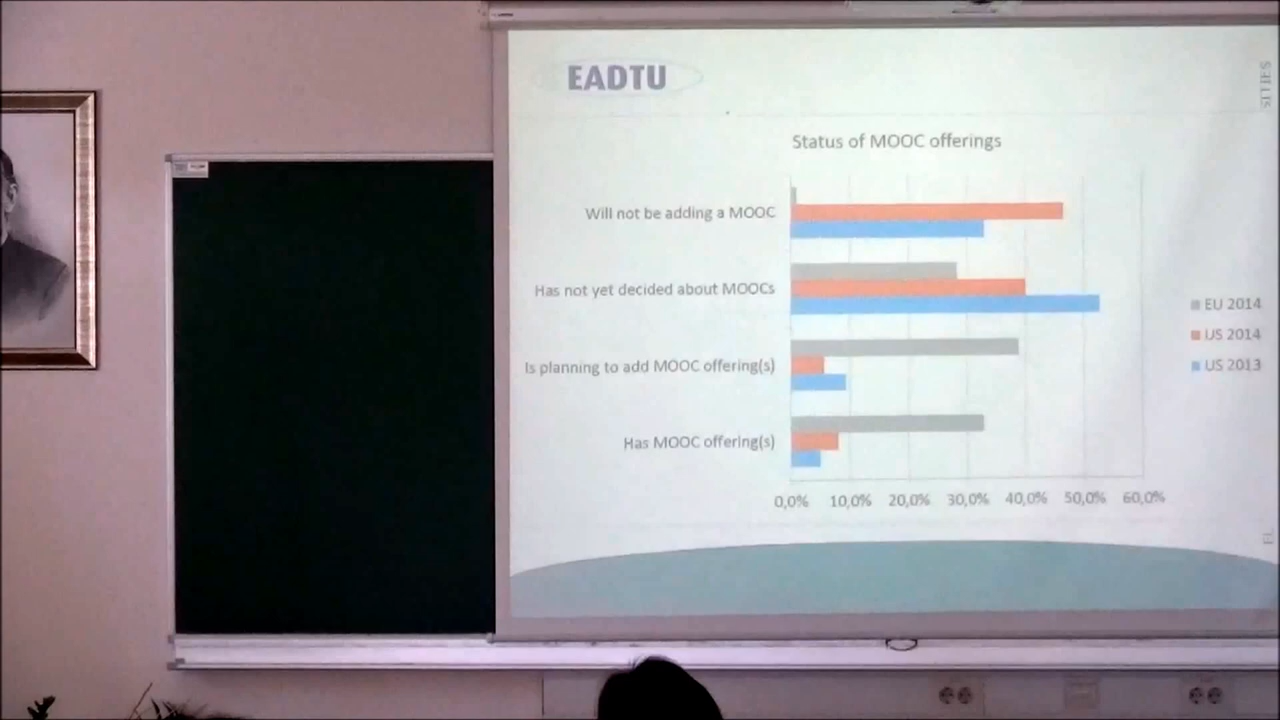 EADTU
SITIES
Status of MOOC offerings
Will not be adding a MOOC
Has not yet decided about MOOCs
Is planning to add MOOC offering(s)
Has MOOC offering(s)
0,0% 10,0% 20,0% 30,0% 40,0% 50,0% 60,0%
EU 2014
US 2014
US 2013